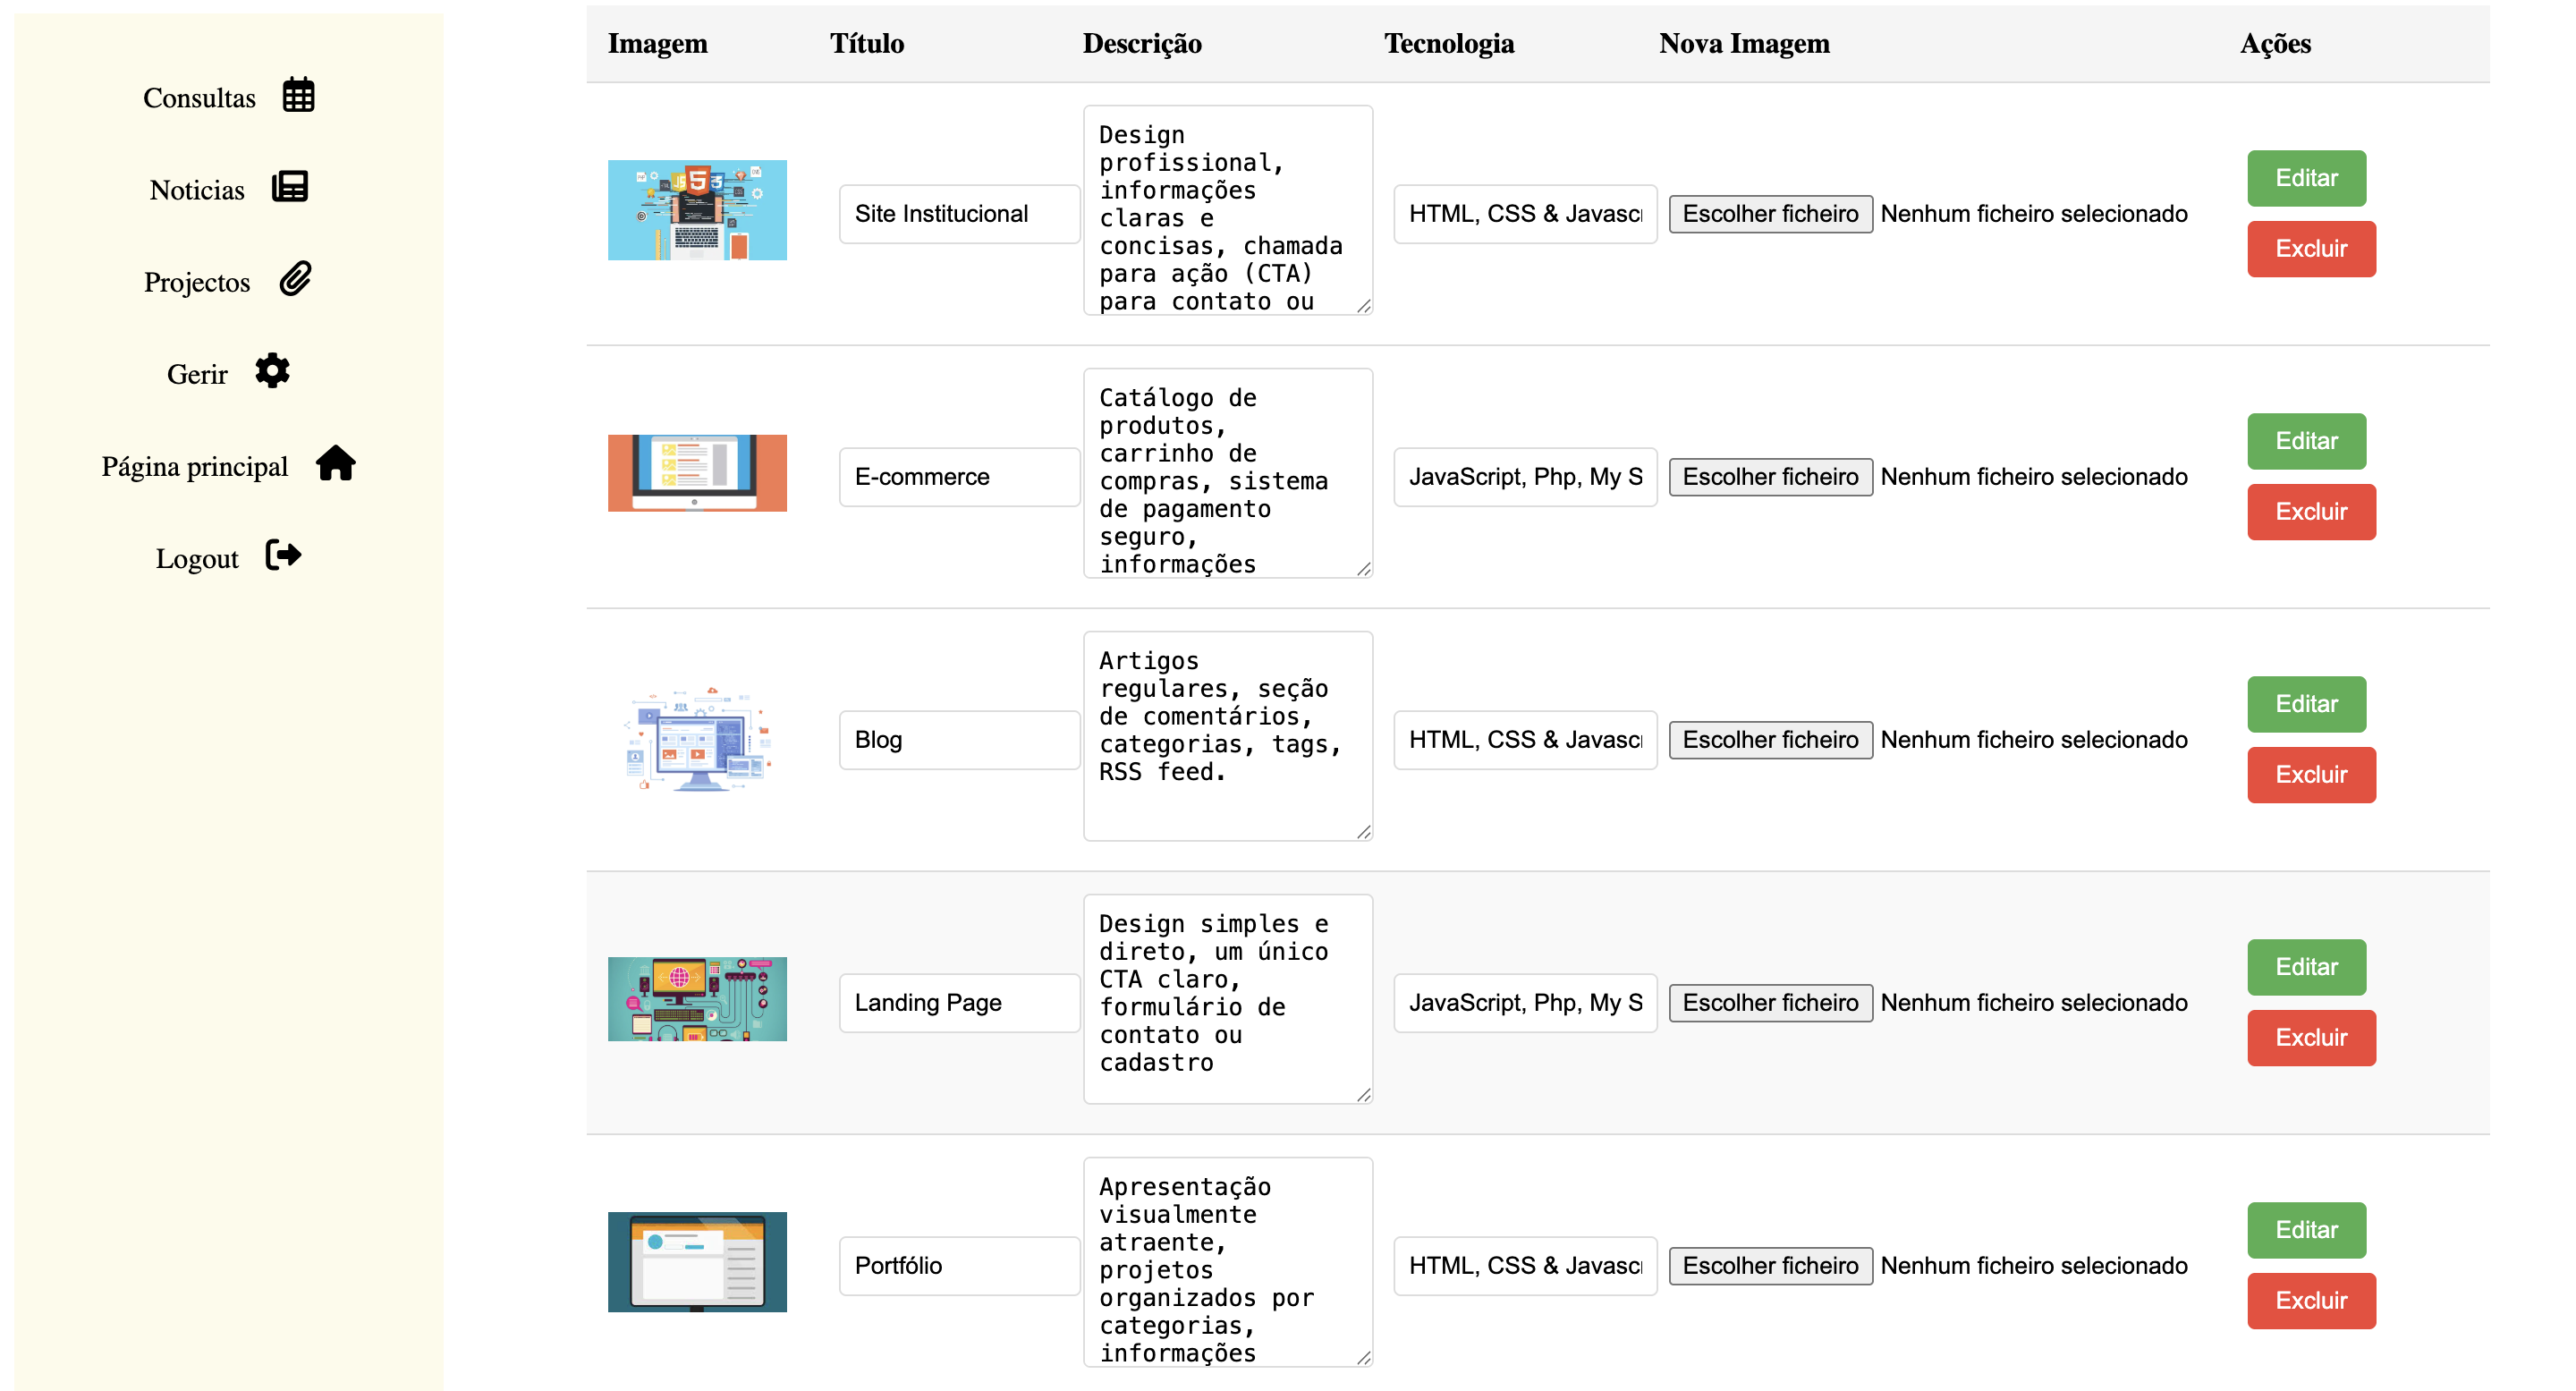 Consultas
Noticias
Projectos
Gerir
Página principal
Logout
Imagem Título Descrição Tecnologia Nova Imagem Ações
Site Institucional
Design
profissional,
informações
claras e
concisas, chamada
para ação (CTA)
para contato ou
HTML, CSS & Javascr
Escolher ficheiro Nenhum ficheiro selecionado
Editar
Excluir
E-commerce
Catálogo de
produtos,
carrinho de
compras, sistema
de pagamento
seguro,
informações
JavaScript, Php, My S
Escolher ficheiro Nenhum ficheiro selecionado
Editar
Excluir
Blog
Artigos
regulares, seção
de comentários,
categorias, tags,
RSS feed.
HTML, CSS & Javascr
Escolher ficheiro Nenhum ficheiro selecionado
Editar
Excluir
Landing Page
Design simples e
direto, um único
CTA claro,
formulário de
contato ou
cadastro
JavaScript, Php, My S
Escolher ficheiro Nenhum ficheiro selecionado
Editar
Excluir
Portfólio
Apresentação
visualmente
atraente,
projetos
organizados por
categorias,
informações
HTML, CSS & Javascr
Escolher ficheiro Nenhum ficheiro selecionado
Editar
Excluir